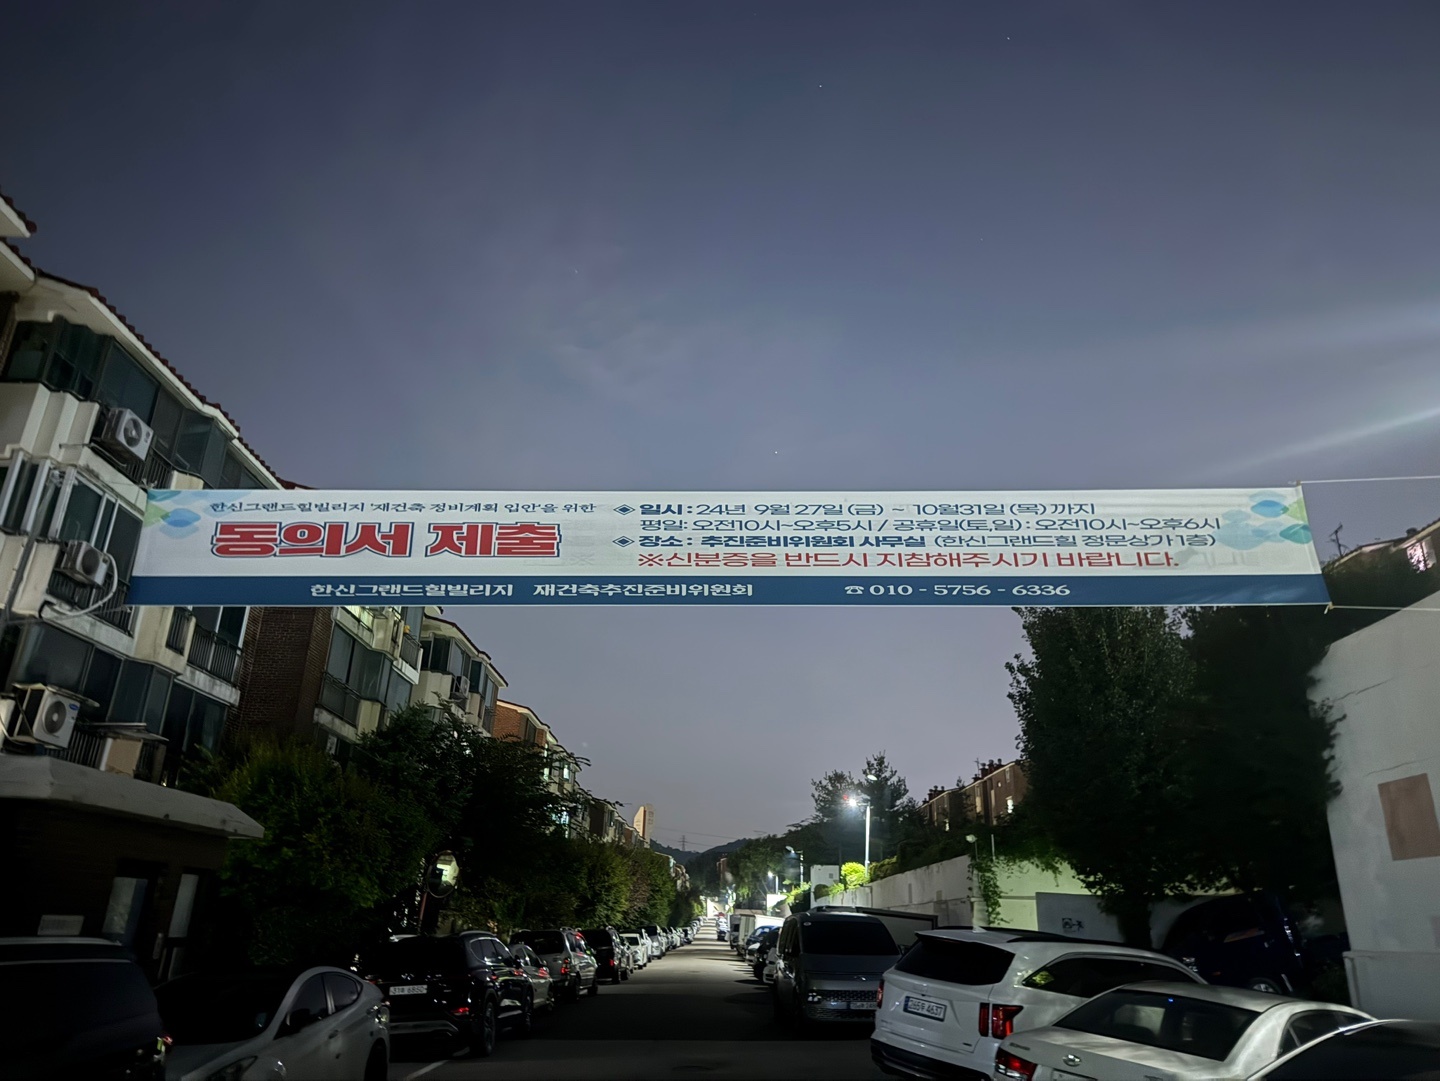 한신그랜드힐빌리지 '재건축 정비계획 입안'을 위한
동의서 제출
◈ 일시 : 24년 9월 27일(금) ~ 10월31일(목)까지
평일: 오전10시~오후5시 / 공휴일(토,일) : 오전10시~오후6시
◈ 장소 : 추진준비위원회 사무실 (한신그랜드힐 정문상가 1층)
※신분증을 반드시 지참해주시기 바랍니다.
한신그랜드힐빌리지 재건축추진준비위원회 ☎ 010 - 5756 - 6336